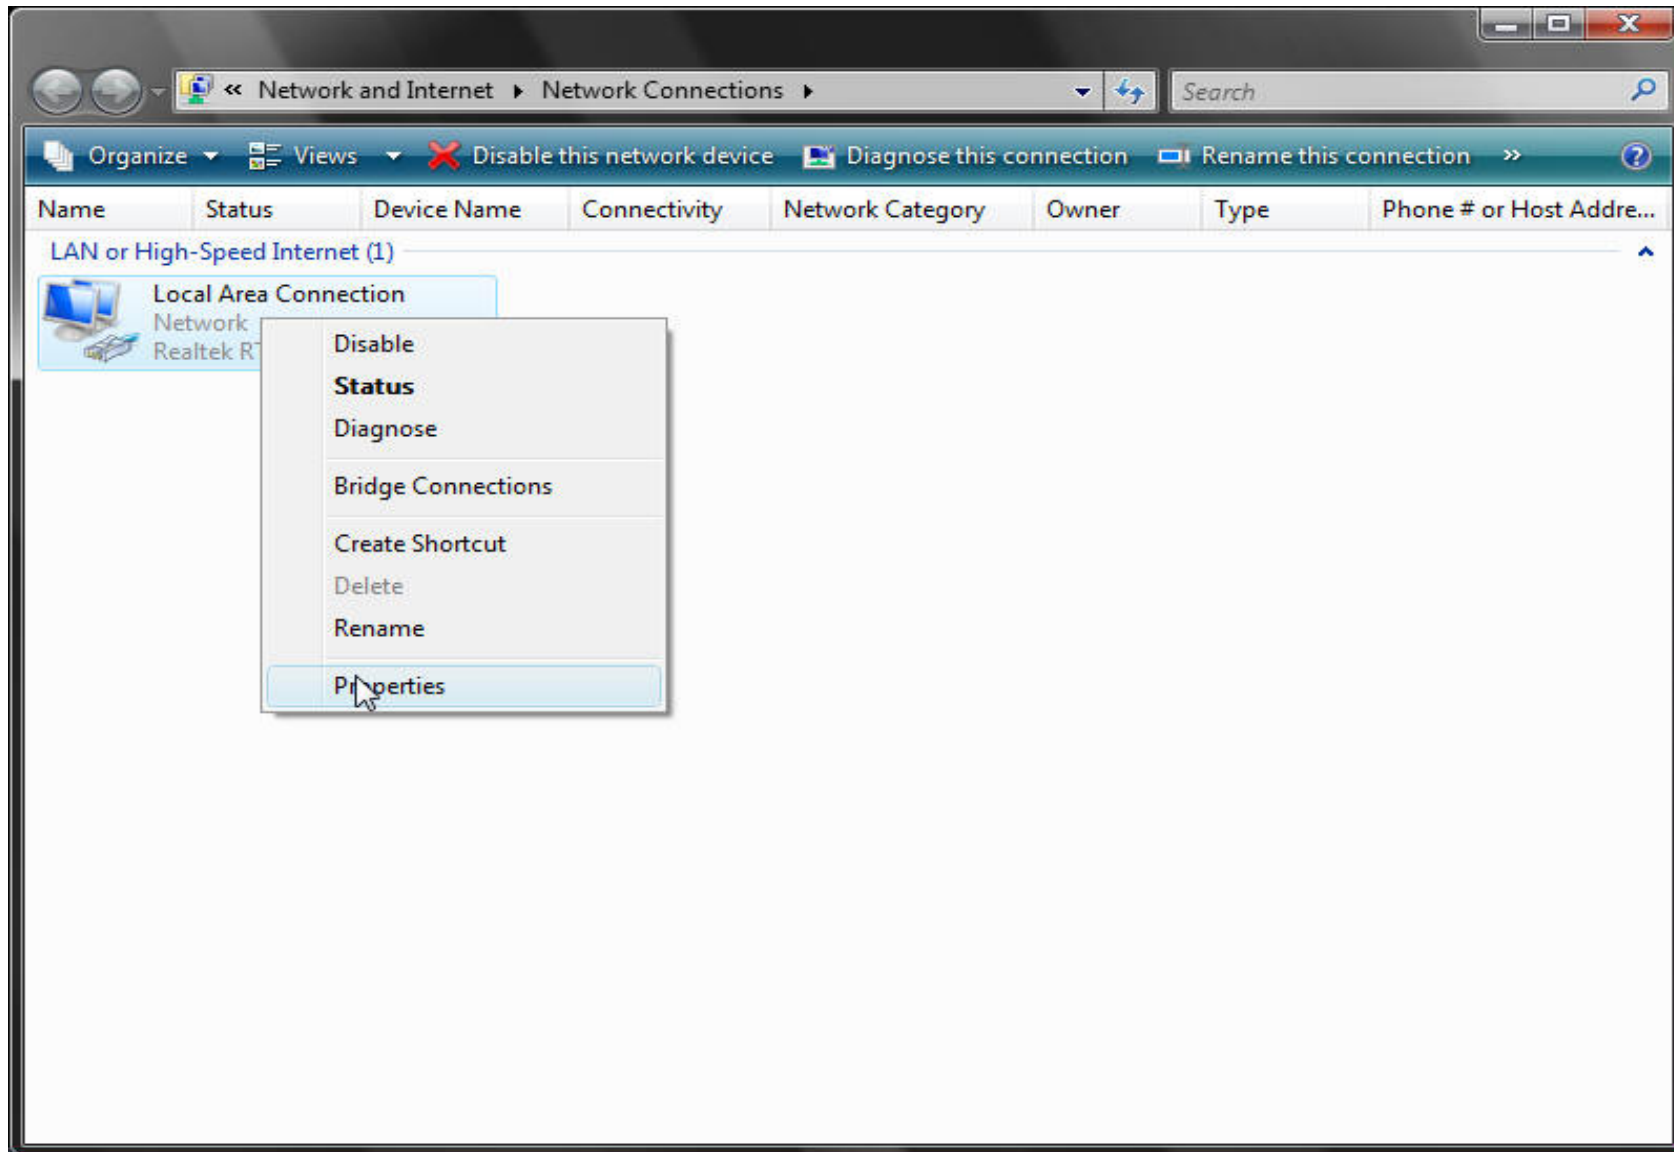 « Network and Internet Network Connections Search
Organize Views Disable this network device Diagnose this connection Rename this connection »
Name Status Device Name Connectivity Network Category Owner Type Phone # or Host Addre...
LAN or High-Speed Internet (1)
Local Area Connection
Network
Realtek
Disable
Status
Diagnose
Bridge Connections
Create Shortcut
Delete
Rename
Properties